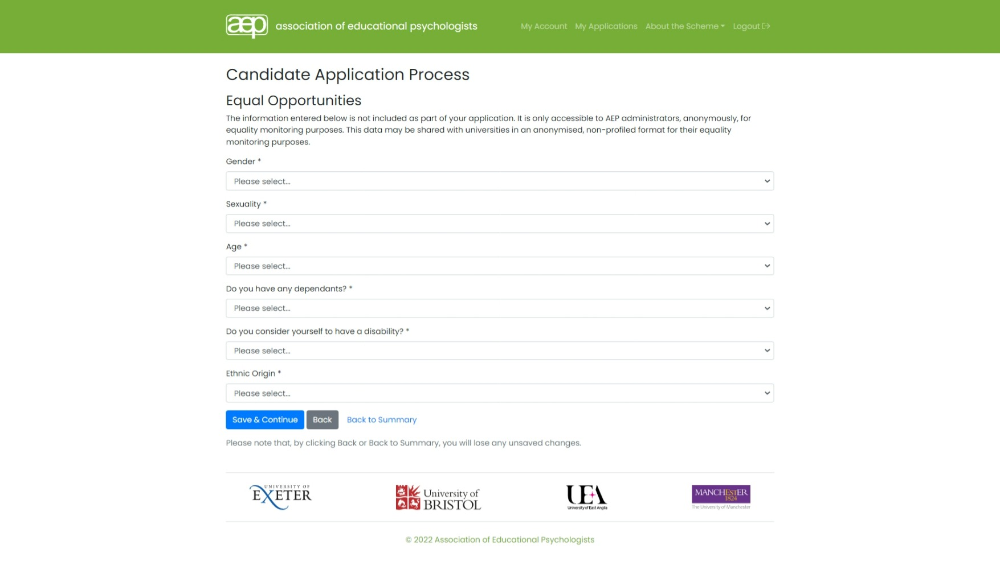 aep association of educational psychologists My Account My Applications About the Scheme Logout
Candidate Application Process
Equal Opportunities
The information entered below is not included as part of your application. It is only accessible to AEP administrators, anonymously, for
equality monitoring purposes. This data may be shared with universities in an anonymised, non-profiled format for their equality
monitoring purposes.
Gender *
Please select...
Sexuality *
Please select...
Age *
Please select...
Do you have any dependants? *
Please select...
Do you consider yourself to have a disability? *
Please select...
Ethnic Origin *
Please select...
Save & Continue Back Back to Summary
Please note that, by clicking Back or Back to Summary, you will lose any unsaved changes.
UNIVERSITY OF
EXETER
University of
BRISTOL
UEA
University of East Anglia
MANCHESTER
1824
The University of Manchester
© 2022 Association of Educational Psychologists